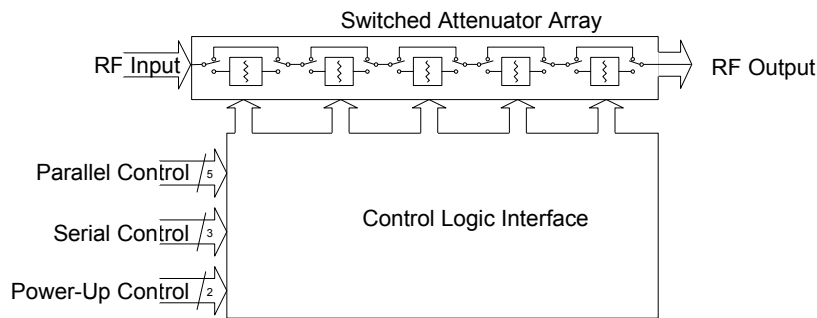 Switched Attenuator Array
RF Input
RF Output
Parallel Control
5
Control Logic Interface
Serial Control
3
Power-Up Control
2